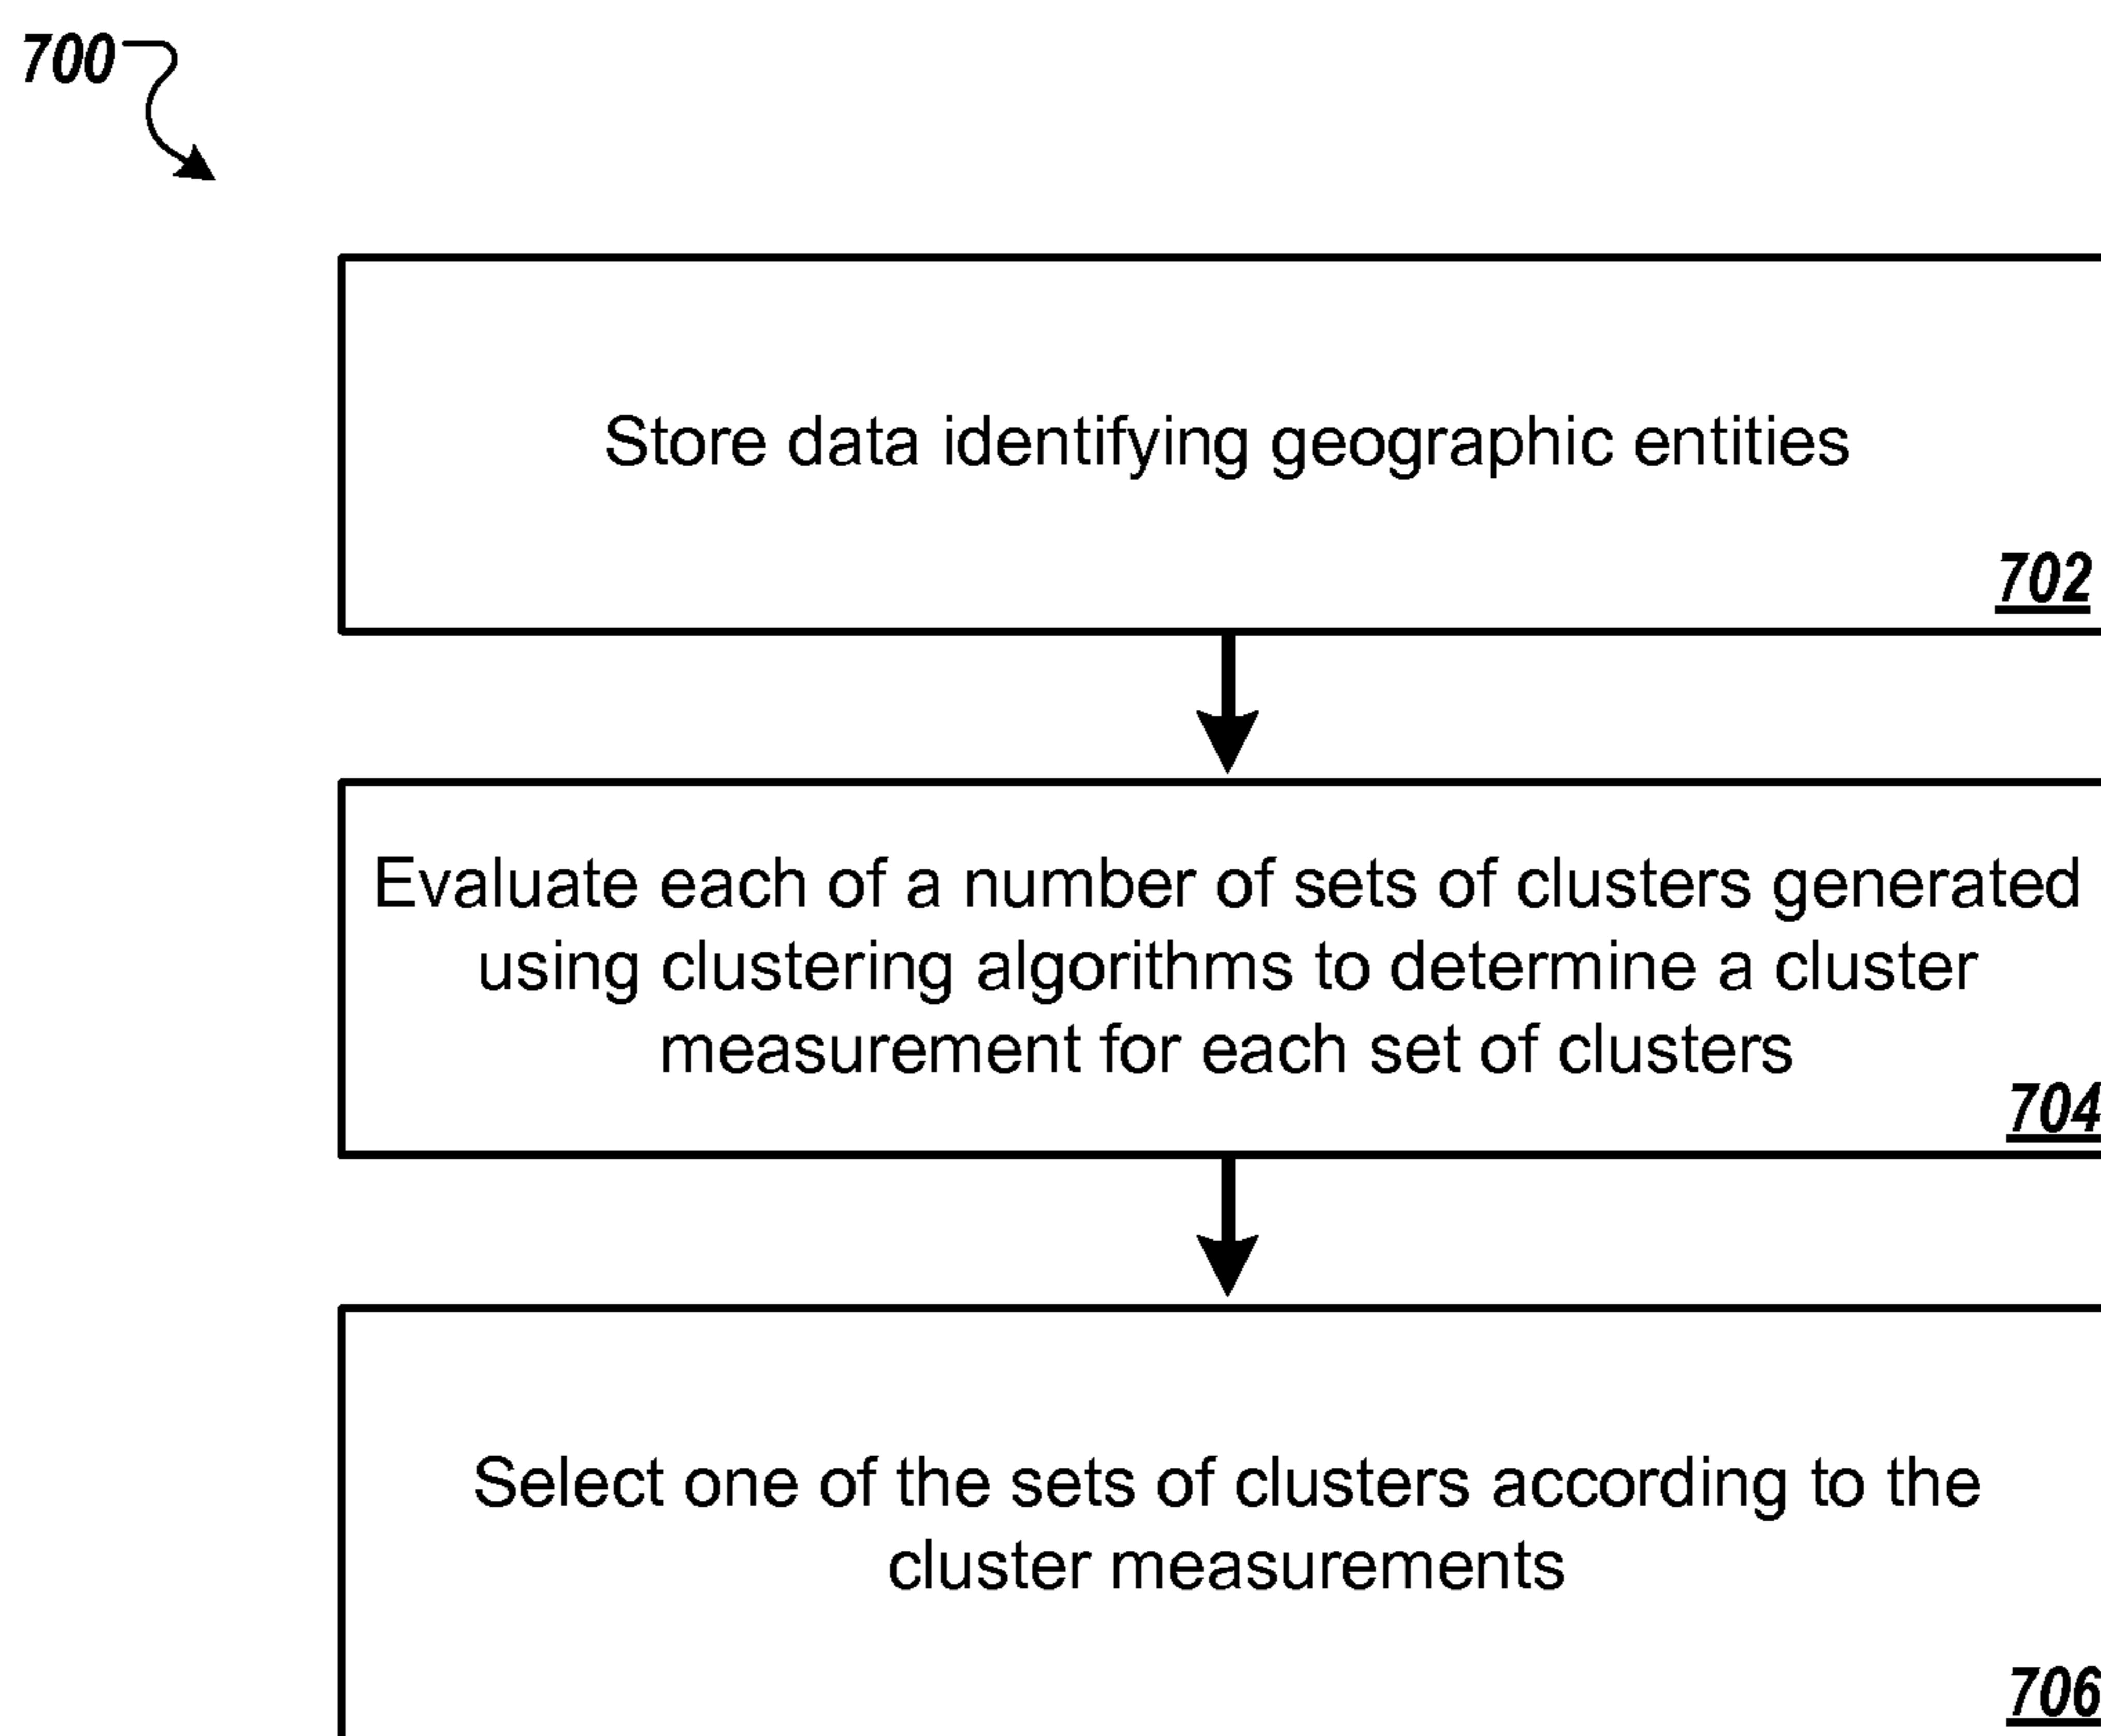 700
Store data identifying geographic entities
702
Evaluate each of a number of sets of clusters generated
using clustering algorithms to determine a cluster
measurement for each set of clusters
704
Select one of the sets of clusters according to the
cluster measurements
706